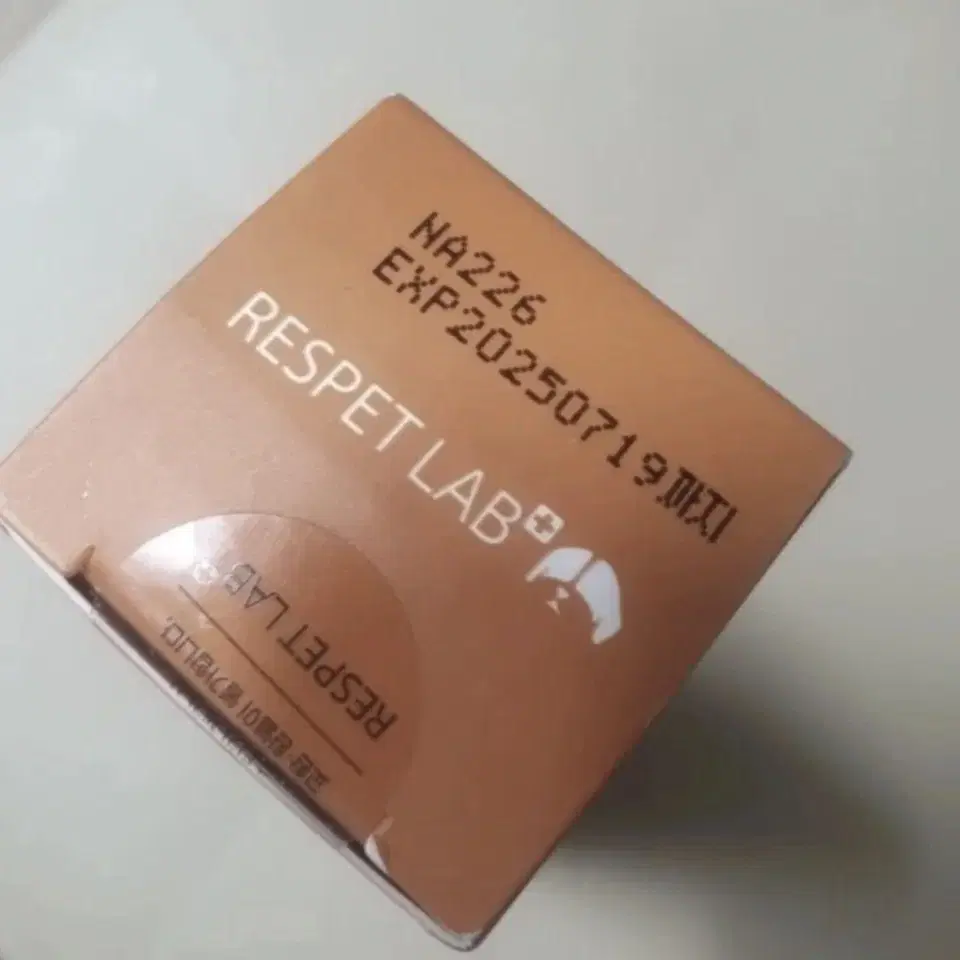 NA226
EXP20250719까지
RESPET LAB
RESPET LAB